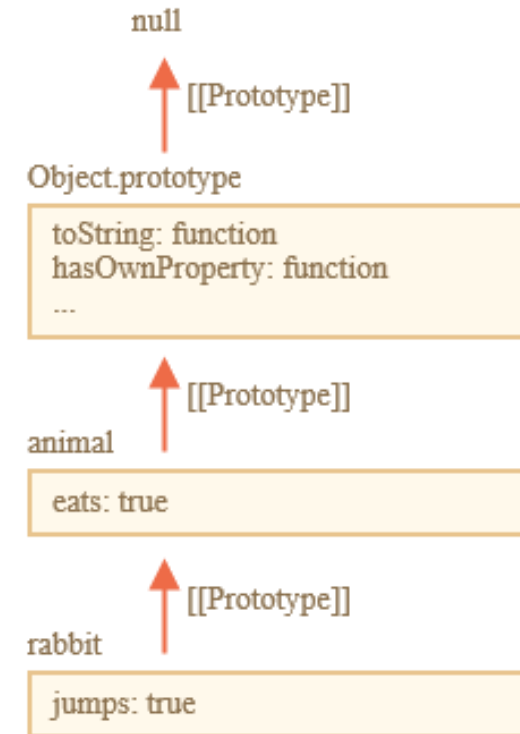 null
[[Prototype]]
Object.prototype
toString: function
hasOwnProperty: function
...
[[Prototype]]
animal
eats: true
[[Prototype]]
rabbit
jumps: true